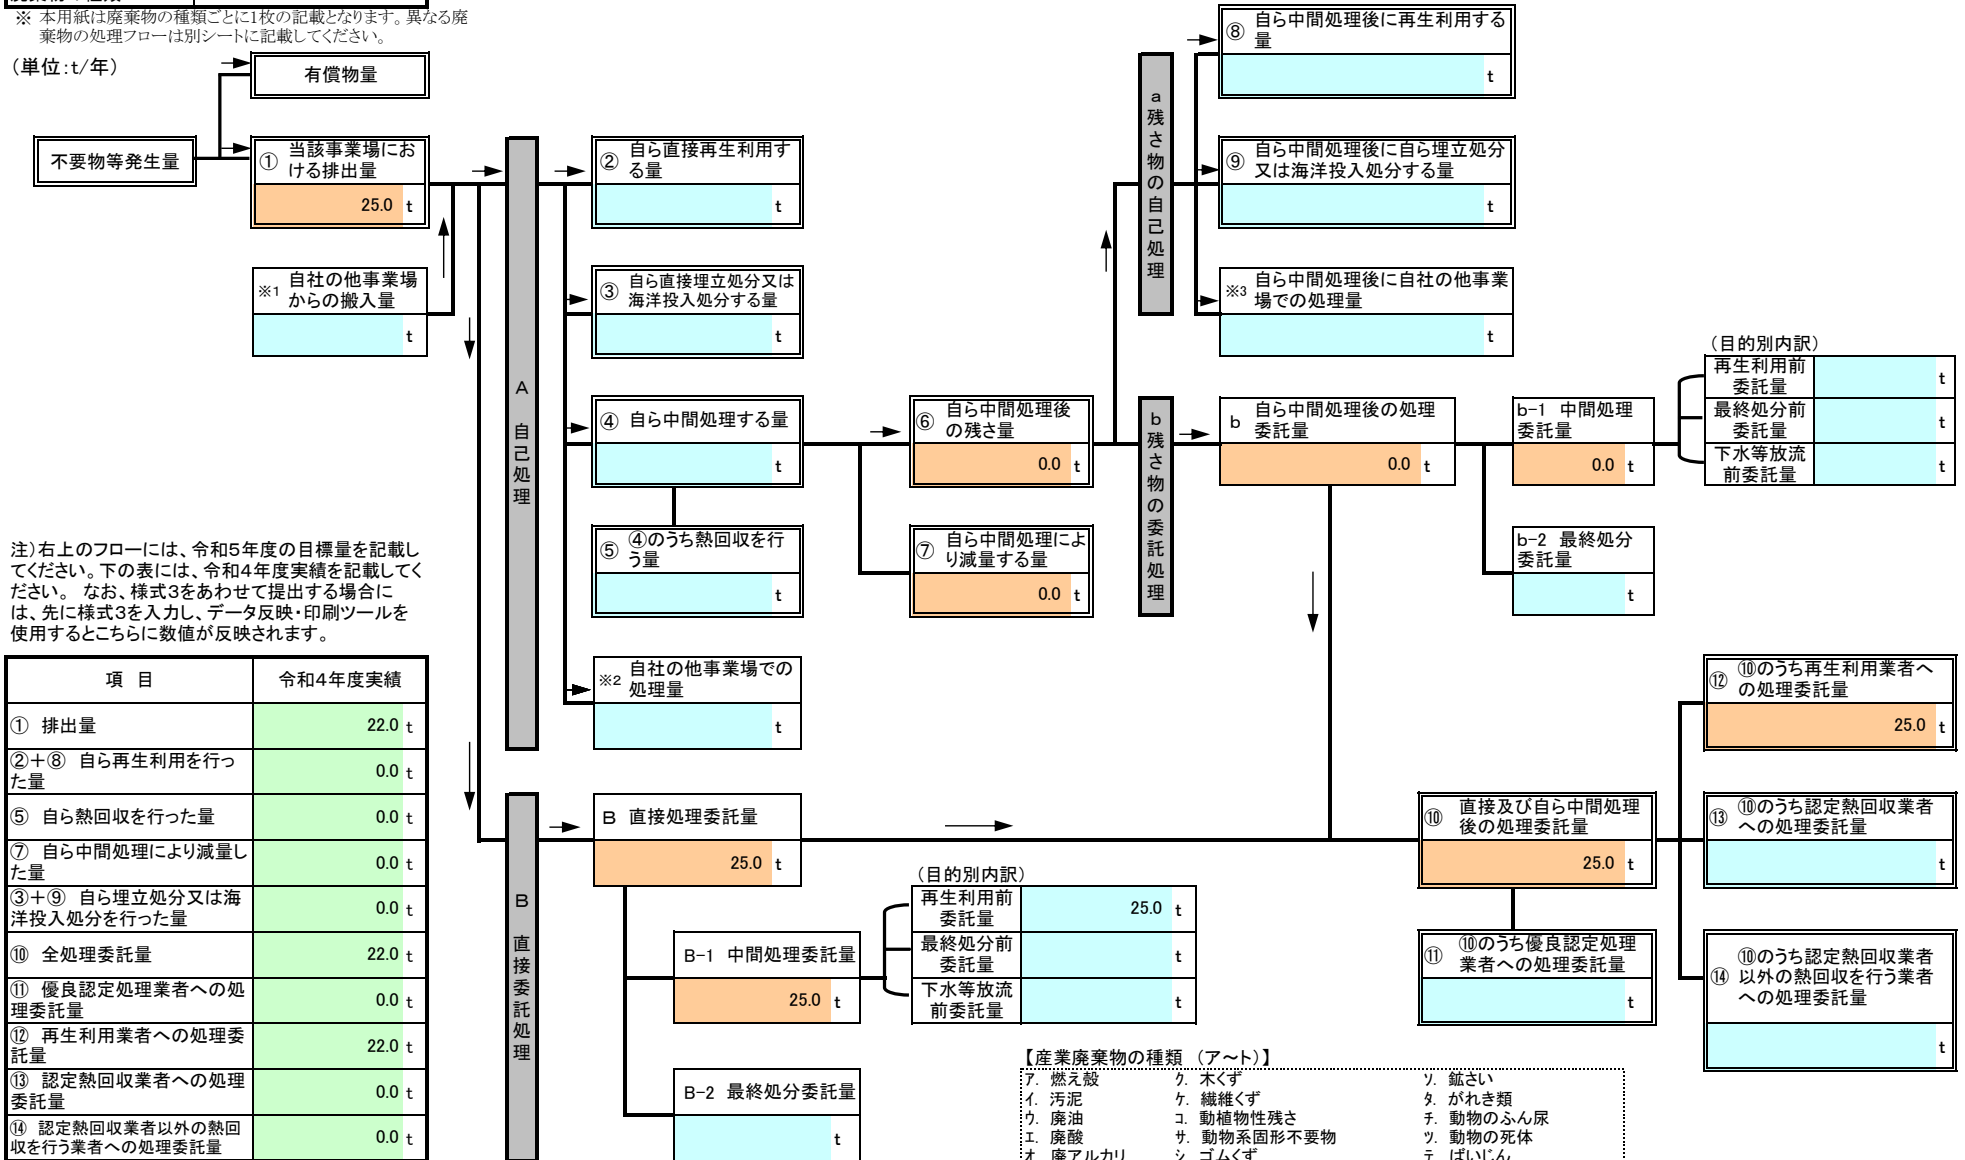 ※ 本用紙は廃棄物の種類ごとに1枚の記載となります。異なる廃
棄物の処理フローは別シートに記載してください。
（単位：t/年）
有償物量
不要物等発生量
① 当該事業場にお
ける排出量
25.0 t
※1 自社の他事業場
からの搬入量
t
A 自己処理
② 自ら直接再生利用す
る量
t
③ 自ら直接埋立処分又は
海洋投入処分する量
t
④ 自ら中間処理する量
t
⑤ ④のうち熱回収を行
う量
t
※2 自社の他事業場での
処理量
t
⑥ 自ら中間処理後
の残さ量
0.0 t
⑦ 自ら中間処理によ
り減量する量
0.0 t
a 残さ物の自己処理
⑧ 自ら中間処理後に再生利用する
量
t
⑨ 自ら中間処理後に自ら埋立処分
又は海洋投入処分する量
t
※3 自ら中間処理後に自社の他事業
場での処理量
t
b 残さ物の委託処理
b 自ら中間処理後の処理
委託量
0.0 t
b-1 中間処理
委託量
0.0 t
b-2 最終処分
委託量
t
（目的別内訳）
再生利用前
委託量
t
最終処分前
委託量
t
下水等放流
前委託量
t
注）右上のフローには、令和5年度の目標量を記載し
てください。下の表には、令和4年度実績を記載してく
ださい。 なお、様式3をあわせて提出する場合に
は、先に様式3を入力し、データ反映・印刷ツールを
使用するとこちらに数値が反映されます。
項 目 令和4年度実績
① 排出量 22.0 t
②＋⑧ 自ら再生利用を行っ
た量 0.0 t
⑤ 自ら熱回収を行った量 0.0 t
⑦ 自ら中間処理により減量し
た量 0.0 t
③＋⑨ 自ら埋立処分又は海
洋投入処分を行った量 0.0 t
⑩ 全処理委託量 22.0 t
⑪ 優良認定処理業者への処
理委託量 0.0 t
⑫ 再生利用業者への処理委
託量 22.0 t
⑬ 認定熱回収業者への処理
委託量 0.0 t
⑭ 認定熱回収業者以外の熱回
収を行う業者への処理委託量 0.0 t
B 直接委託処理
B 直接処理委託量
25.0 t
B-1 中間処理委託量
25.0 t
B-2 最終処分委託量
t
（目的別内訳）
再生利用前
委託量
25.0 t
最終処分前
委託量
t
下水等放流
前委託量
t
⑩ 直接及び自ら中間処理
後の処理委託量
25.0 t
⑪ ⑩のうち優良認定処理
業者への処理委託量
t
⑫ ⑩のうち再生利用業者へ
の処理委託量
25.0 t
⑬ ⑩のうち認定熱回収業者
への処理委託量
t
⑭ ⑩のうち認定熱回収業者
以外の熱回収を行う業者
への処理委託量
t
【産業廃棄物の種類 （ア～ト）】
ア. 燃え殻 ク. 木くず ソ. 鉱さい
イ. 汚泥 ケ. 繊維くず タ. がれき類
ウ. 廃油 コ. 動植物性残さ チ. 動物のふん尿
エ. 廃酸 サ. 動物系固形不要物 ツ. 動物の死体
オ. 廃アルカリ シ. ゴムくず テ. ばいじん